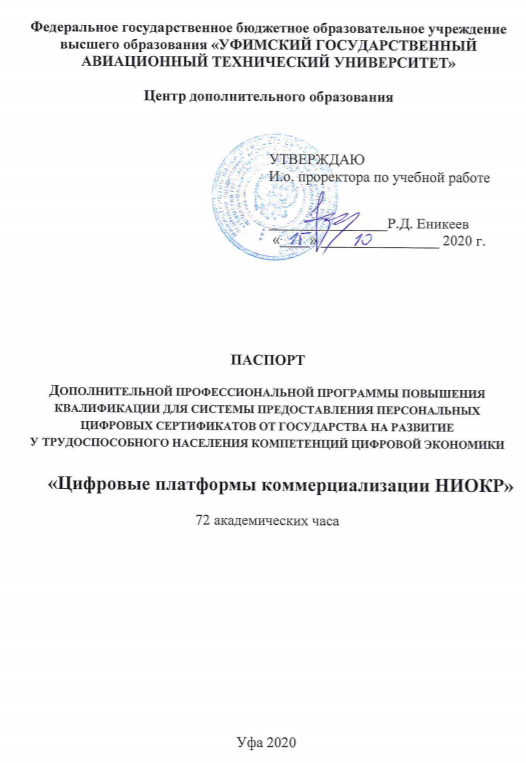 Федеральное государственное бюджетное образовательное учреждение
высшего образования «УФИМСКИЙ ГОСУДАРСТВЕННЫЙ
АВИАЦИОННЫЙ ТЕХНИЧЕСКИЙ УНИВЕРСИТЕТ»
Центр дополнительного образования
УТВЕРЖДАЮ
И.о. проректора по учебной работе
Р.Д. Еникеев
« 15 » 10 2020 г.
ПАСПОРТ
ДОПОЛНИТЕЛЬНОЙ ПРОФЕССИОНАЛЬНОЙ ПРОГРАММЫ ПОВЫШЕНИЯ
КВАЛИФИКАЦИИ ДЛЯ СИСТЕМЫ ПРЕДОСТАВЛЕНИЯ ПЕРСОНАЛЬНЫХ
ЦИФРОВЫХ СЕРТИФИКАТОВ ОТ ГОСУДАРСТВА НА РАЗВИТИЕ
У ТРУДОСПОСОБНОГО НАСЕЛЕНИЯ КОМПЕТЕНЦИЙ ЦИФРОВОЙ ЭКОНОМИКИ
«Цифровые платформы коммерциализации НИОКР»
72 академических часа
Уфа 2020